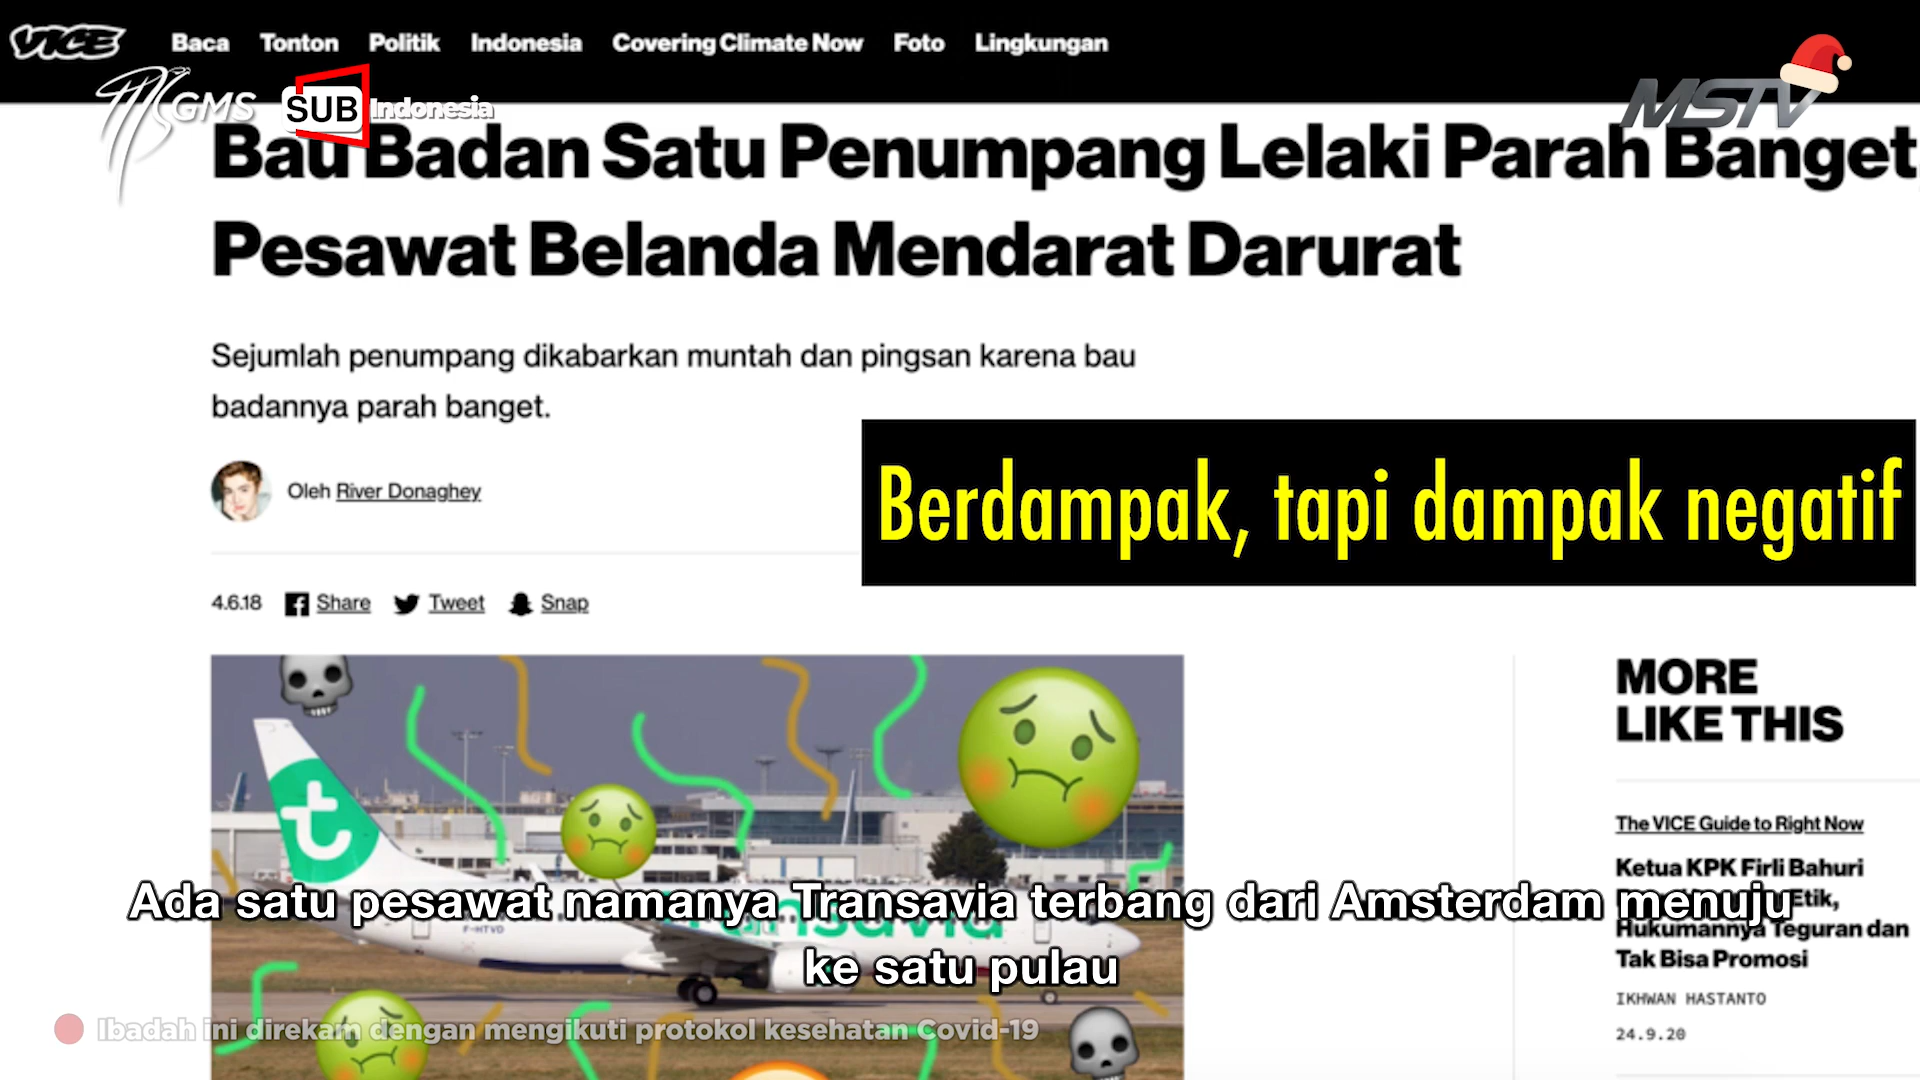 VICE Baca Tonton Politik Indonesia Covering Climate Now Foto Lingkungan
GMS SUB Indonesia
MSTV
Bau Badan Satu Penumpang Lelaki Parah Banget,
Pesawat Belanda Mendarat Darurat
Sejumlah penumpang dikabarkan muntah dan pingsan karena bau
badannya parah banget.
Oleh River Donaghey
Berdampak, tapi dampak negatif
4.6.18 Share Tweet Snap
MORE
LIKE THIS
The VICE Guide to Right Now
Ketua KPK Firli Bahuri
Etik,
Hukumannya Teguran dan
Tak Bisa Promosi
IKHWAN HASTANTO
24.9.20
t
transavia
F-HTVD
Ada satu pesawat namanya Transavia terbang dari Amsterdam menuju
ke satu pulau
Ibadah ini direkam dengan mengikuti protokol kesehatan Covid-19